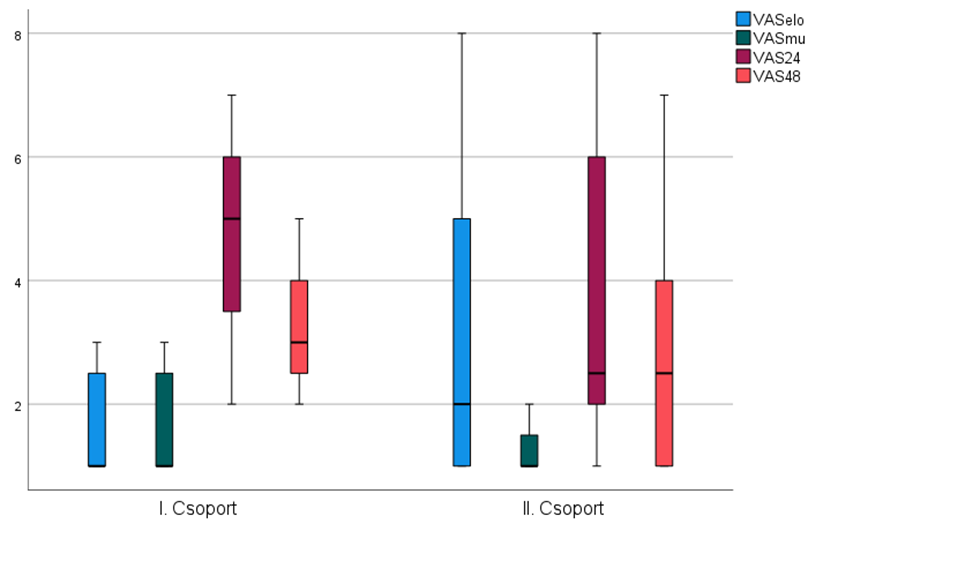 VASelo
VASmu
VAS24
VAS48
8
6
4
2
I. Csoport
II. Csoport